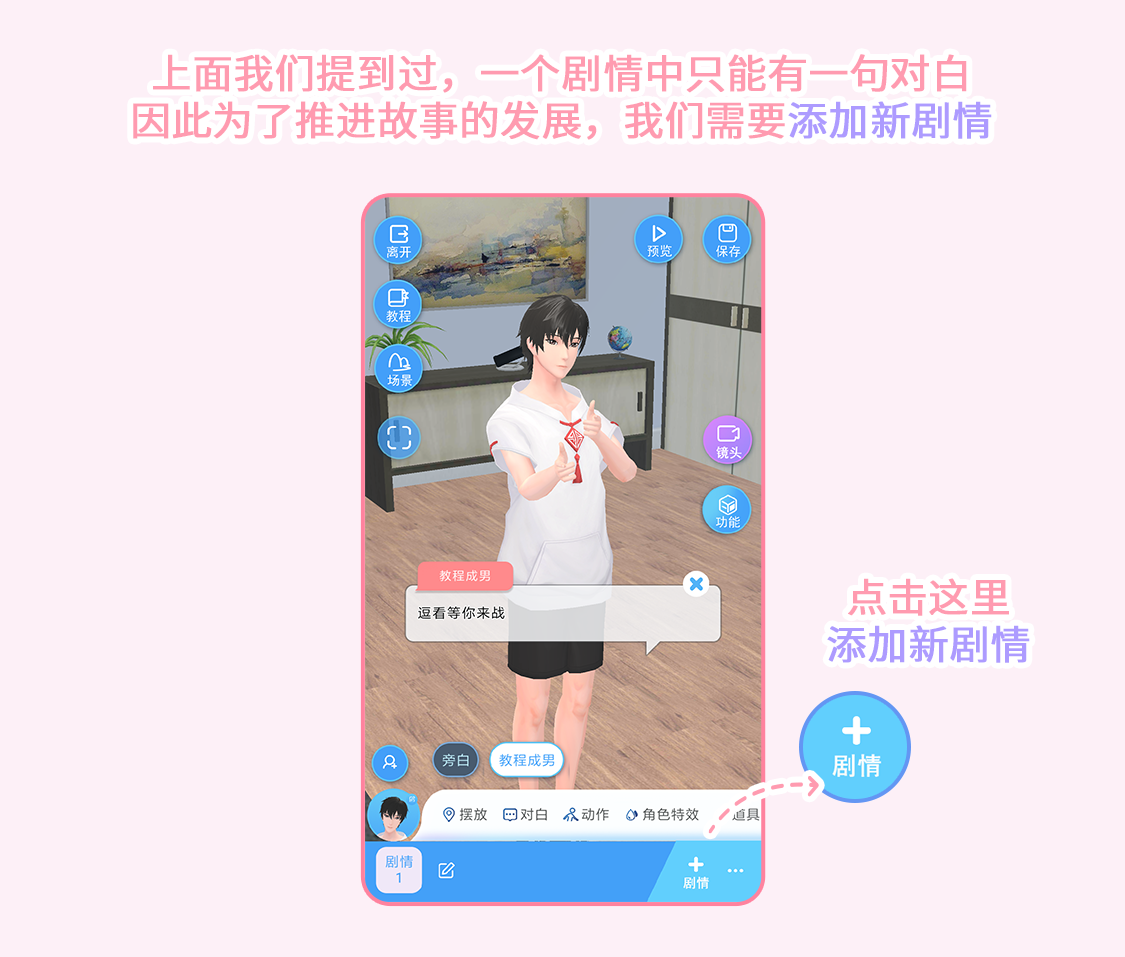 上面我们提到过，一个剧情中只能有一句对白
因此为了推进故事的发展，我们需要添加新剧情
离开
预览
保存
教程
场景
镜头
功能
教程成男
逗看等你来战
点击这里
添加新剧情
+
剧情
旁白
教程成男
摆放
对白
动作
角色特效
道具
剧情
1
+
剧情
...